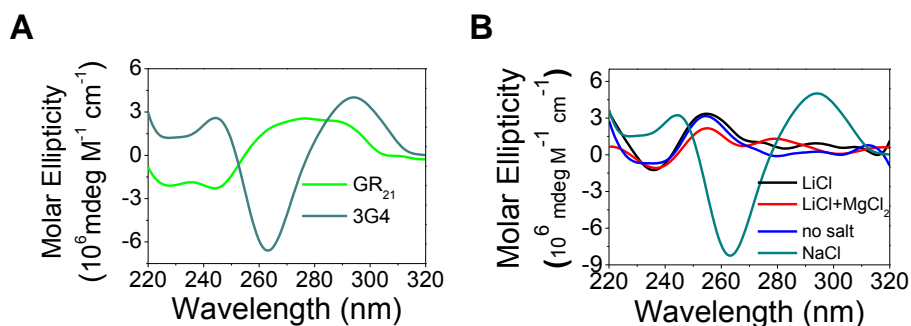 A
Molar Ellipticity
(10⁶mdeg M⁻¹ cm⁻¹)
6
3
0
-3
-6
GR₂₁
3G4
220 240 260 280 300 320
Wavelength (nm)
B
Molar Ellipticity
(10⁶ mdeg M⁻¹ cm⁻¹)
6
3
0
-3
-6
-9
LiCl
LiCl+MgCl₂
no salt
NaCl
220 240 260 280 300 320
Wavelength (nm)